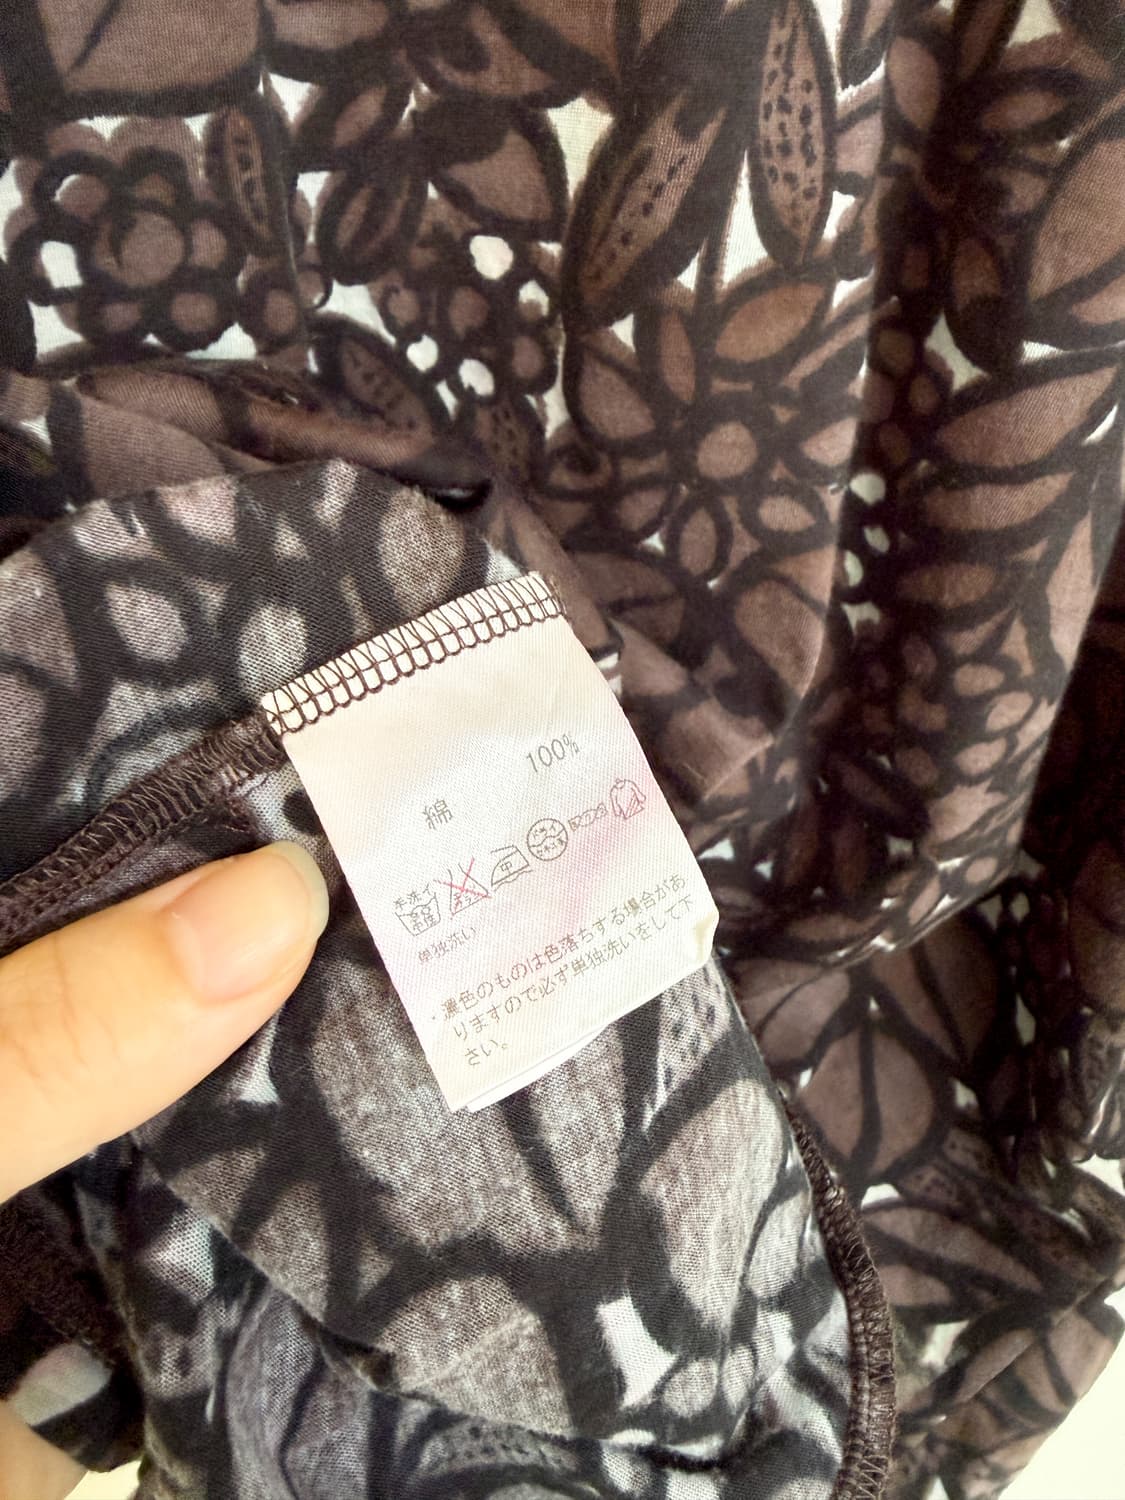 綿 100%
手洗イ 中
単独洗い
・濃色のものは色落ちする場合があ
りますので必ず単独洗いをして下
さい。